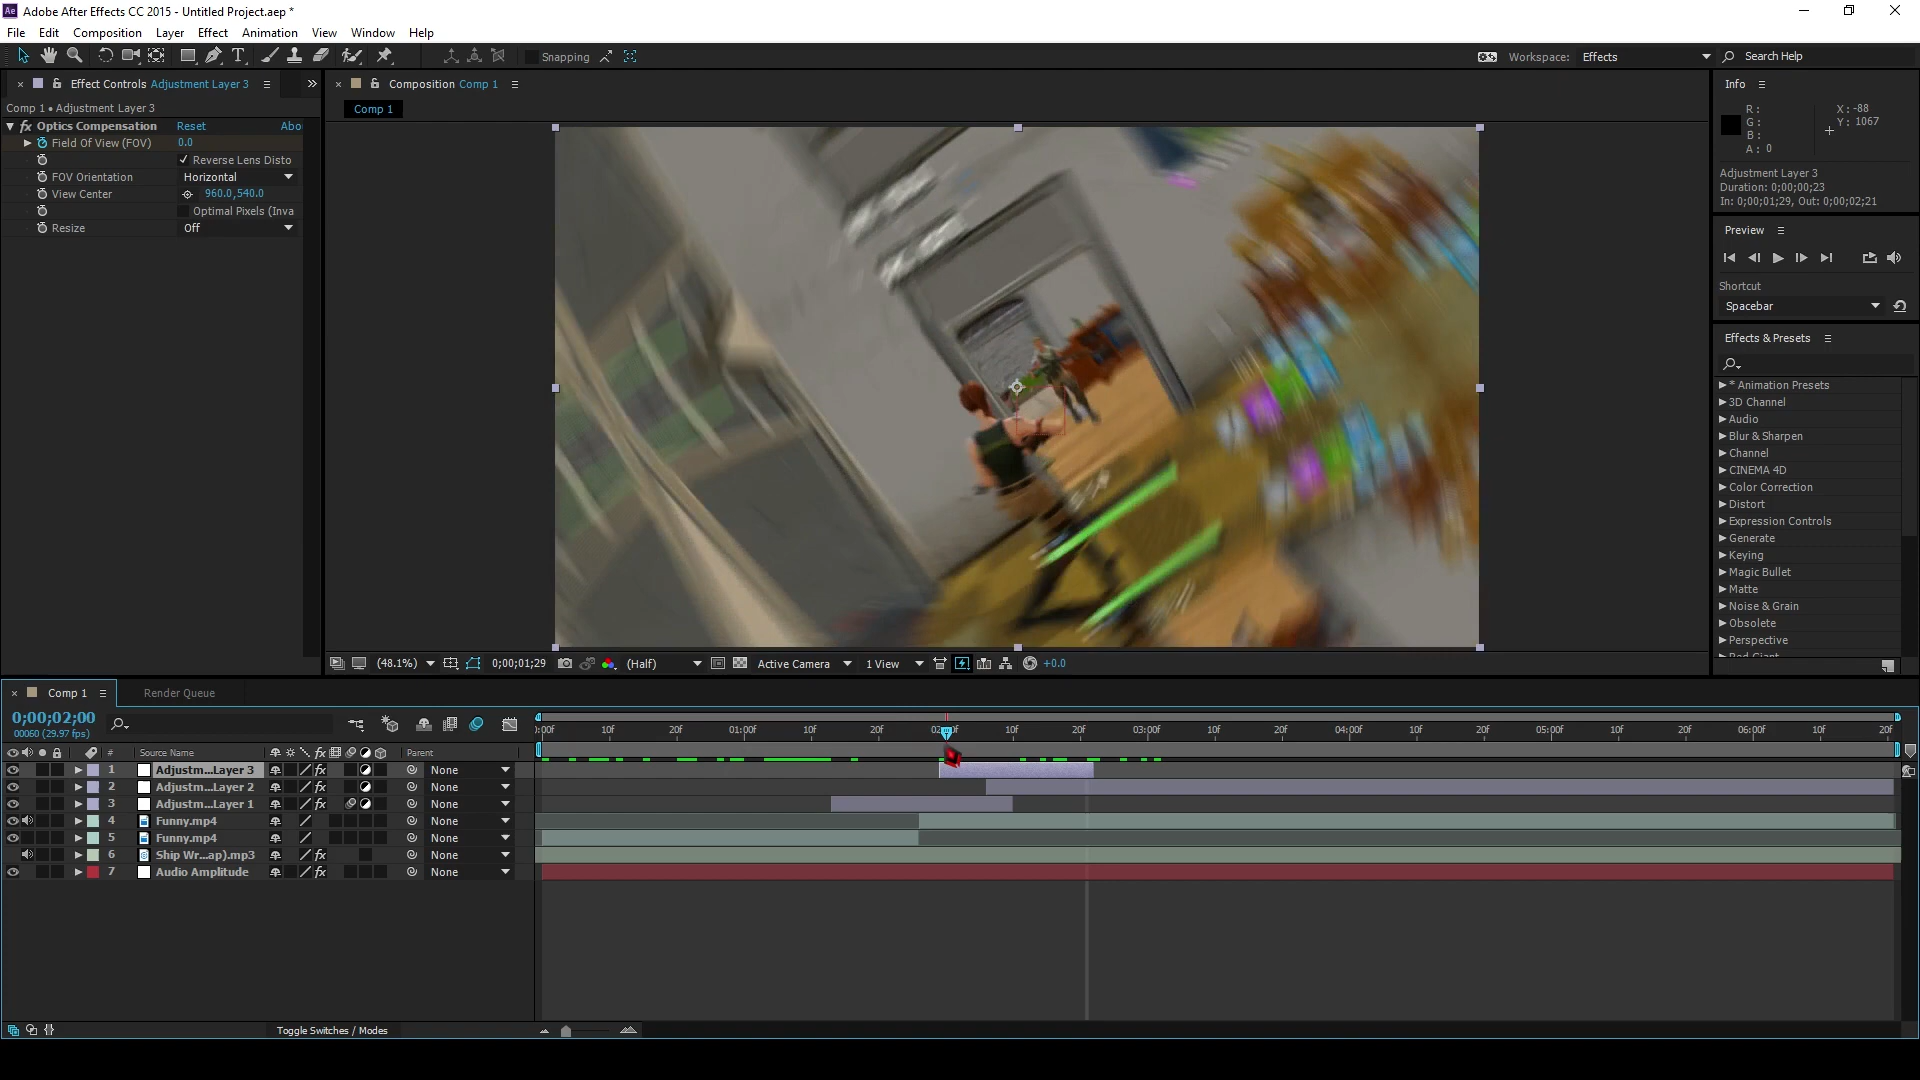 Adobe After Effects CC 2015 - Untitled Project.aep *
File Edit Composition Layer Effect Animation View Window Help
Snapping
Workspace: Effects
Search Help
Effect Controls Adjustment Layer 3
Comp 1 • Adjustment Layer 3
fx Optics Compensation Reset Abo
Field Of View (FOV) 0.0
Reverse Lens Disto
FOV Orientation Horizontal
View Center 960.0,540.0
Optimal Pixels (Inva
Resize Off
Composition Comp 1
Comp 1
(48.1%) 0;00;01;29 (Half) Active Camera 1 View +0.0
Info
R: X: -88
G: Y: 1067
B:
A: 0
Adjustment Layer 3
Duration: 0;00;00;23
In: 0;00;01;29, Out: 0;00;02;21
Preview
Shortcut
Spacebar
Effects & Presets
* Animation Presets
3D Channel
Audio
Blur & Sharpen
Channel
CINEMA 4D
Color Correction
Distort
Expression Controls
Generate
Keying
Magic Bullet
Matte
Noise & Grain
Obsolete
Perspective
Red Giant
Comp 1 Render Queue
0;00;02;00
00060 (29.97 fps)
:00f 10f 20f 01:00f 10f 20f 10f 20f 03:00f 10f 20f 04:00f 10f 20f 05:00f 10f 20f 06:00f 10f 20f
# Source Name fx Parent
1 Adjustm...Layer 3 fx None
2 Adjustm...Layer 2 fx None
3 Adjustm...Layer 1 fx None
4 Funny.mp4 None
5 Funny.mp4 None
6 Ship Wr...ap).mp3 fx None
7 Audio Amplitude fx None
Toggle Switches / Modes